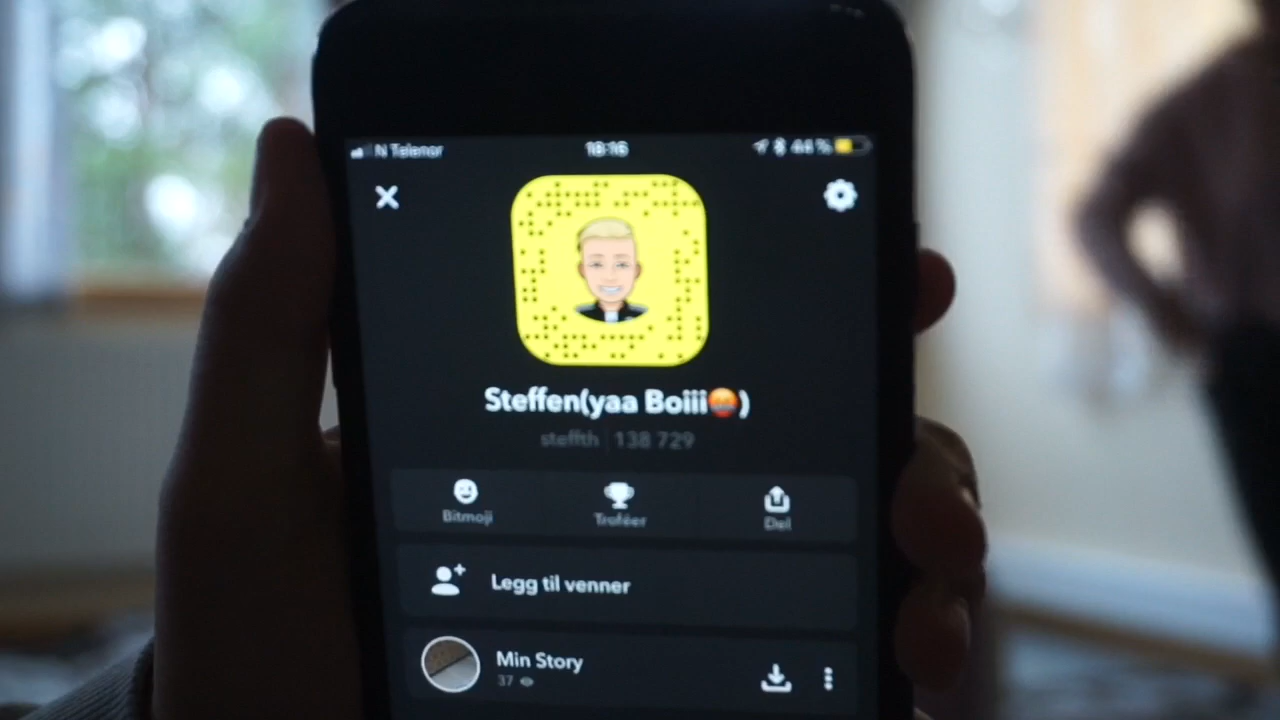 N Telenor 18:16 44 %
Steffen(yaa Boiii😡)
steffth | 138 729
Bitmoji Troféer Del
Legg til venner
Min Story
37